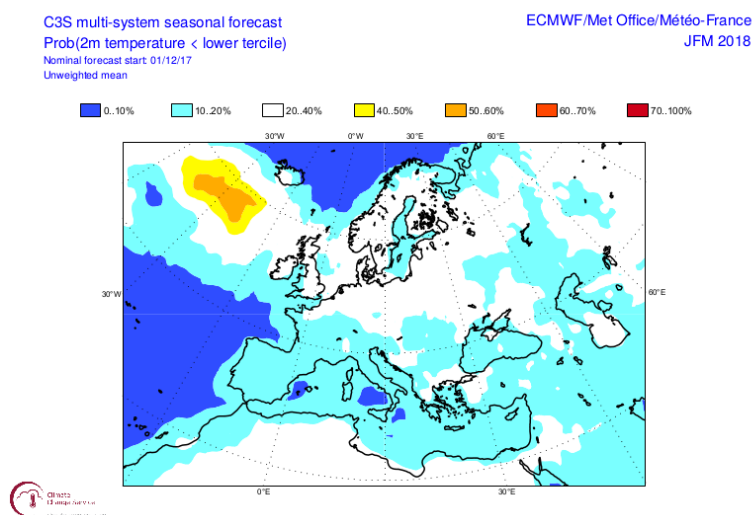 C3S multi-system seasonal forecast
ECMWF/Met Office/Météo-France
Prob(2m temperature < lower tercile)
JFM 2018
Nominal forecast start: 01/12/17
Unweighted mean
0..10% 10..20% 20..40% 40..50% 50..60% 60..70% 70..100%
30°W 0°W 30°E 60°E
30°W
60°E
0°E 30°E
Climate
Change Service